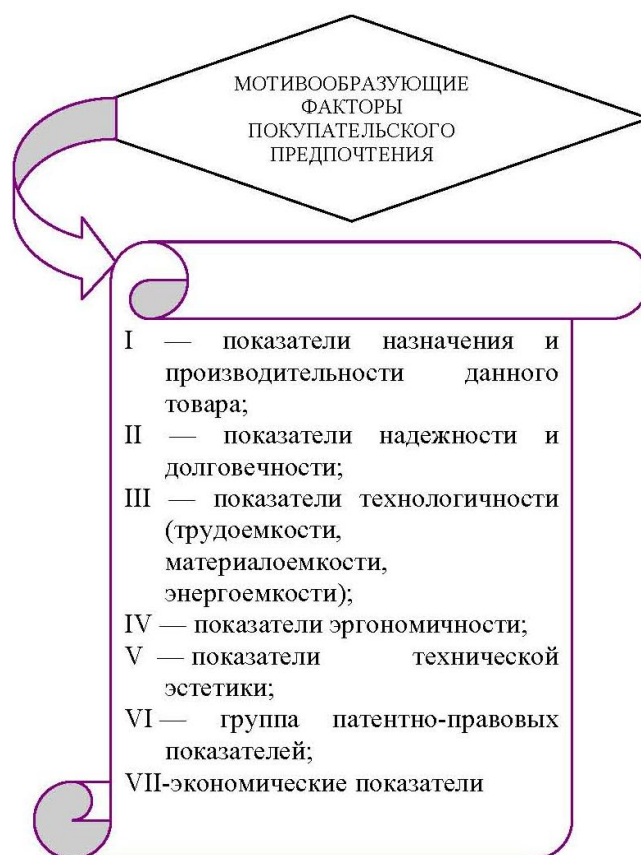 МОТИВООБРАЗУЮЩИЕ
ФАКТОРЫ
ПОКУПАТЕЛЬСКОГО
ПРЕДПОЧТЕНИЯ
I — показатели назначения и
производительности данного
товара;
II — показатели надежности и
долговечности;
III — показатели технологичности
(трудоемкости,
материалоемкости,
энергоемкости);
IV — показатели эргономичности;
V — показатели технической
эстетики;
VI — группа патентно-правовых
показателей;
VII-экономические показатели